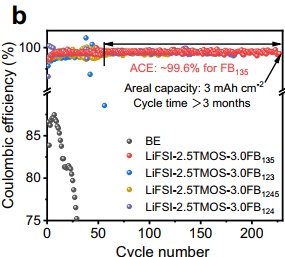 b
100
85
80
75
Coulombic efficiency (%)
ACE: ~99.6% for FB₁₃₅
Areal capacity: 3 mAh cm⁻²
Cycle time >3 months
BE
LiFSI-2.5TMOS-3.0FB₁₃₅
LiFSI-2.5TMOS-3.0FB₁₂₃
LiFSI-2.5TMOS-3.0FB₁₂₄₅
LiFSI-2.5TMOS-3.0FB₁₂₄
0 50 100 150 200
Cycle number